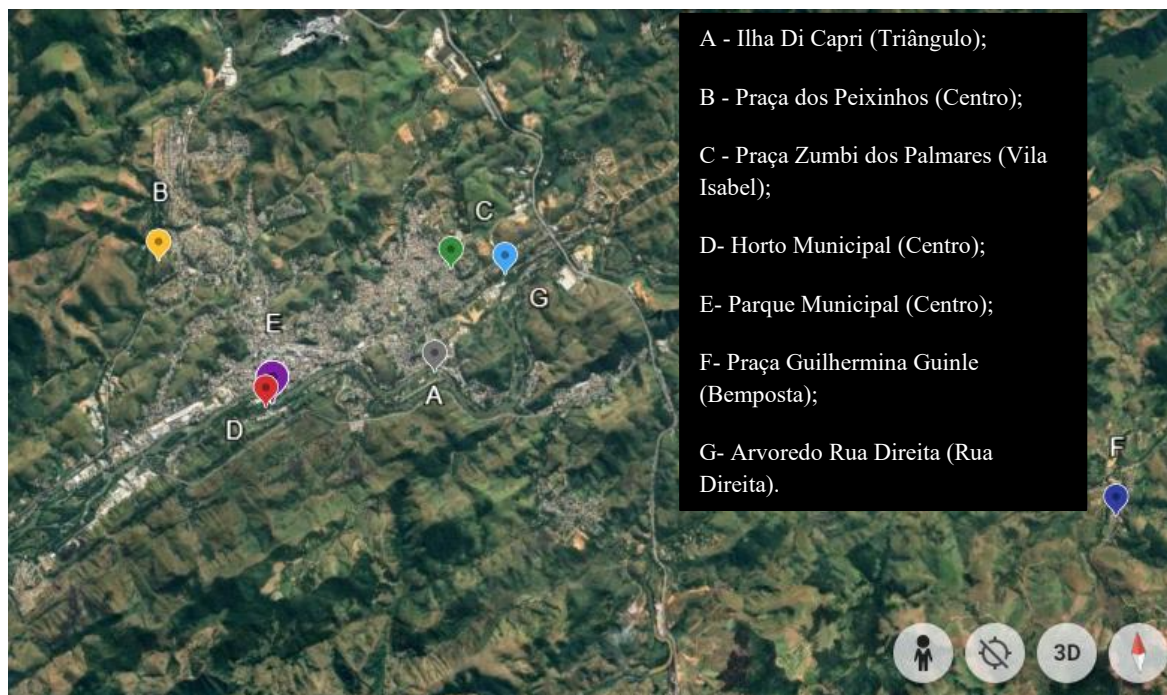 A - Ilha Di Capri (Triângulo);
B - Praça dos Peixinhos (Centro);
C - Praça Zumbi dos Palmares (Vila
Isabel);
D- Horto Municipal (Centro);
E- Parque Municipal (Centro);
F- Praça Guilhermina Guinle
(Bemposta);
G- Arvoredo Rua Direita (Rua
Direita).
B
C
G
E
A
D
F
3D